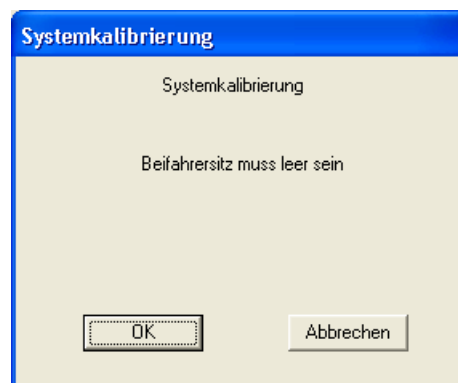 Systemkalibrierung
Systemkalibrierung
Beifahrersitz muss leer sein
OK
Abbrechen